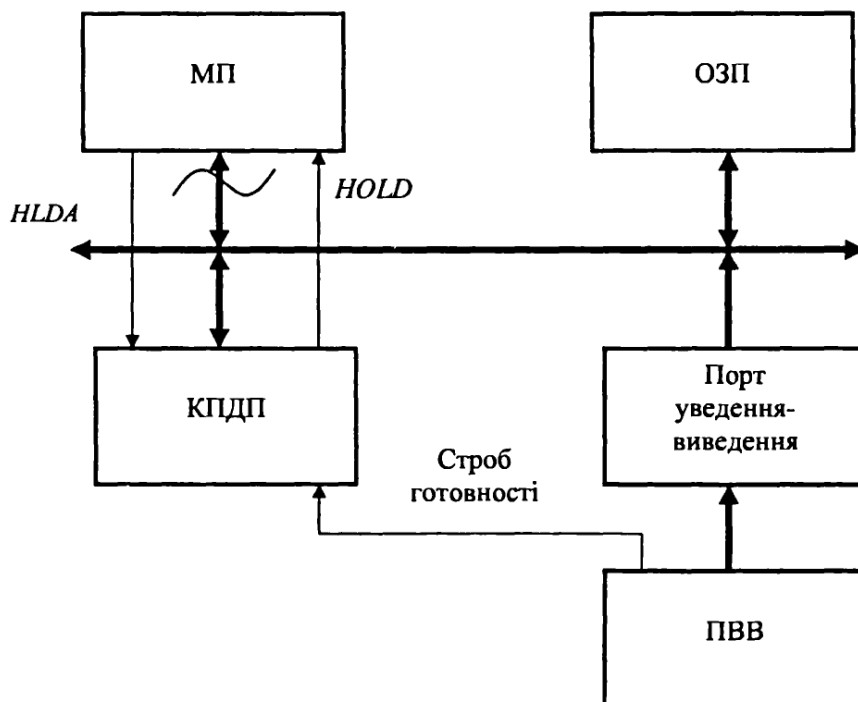 МП
ОЗП
HLDA
HOLD
КПДП
Порт
уведення-
виведення
Строб
готовності
ПВВ